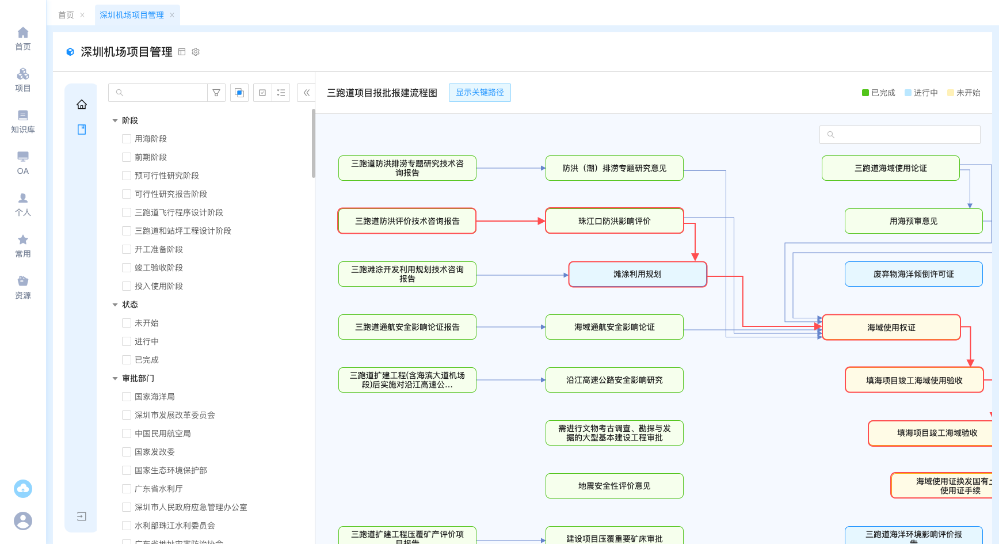 首页
深圳机场项目管理
首页
项目
知识库
OA
个人
常用
资源
深圳机场项目管理
阶段
用海阶段
前期阶段
预可行性研究阶段
可行性研究报告阶段
三跑道飞行程序设计阶段
三跑道和站坪工程设计阶段
开工准备阶段
竣工验收阶段
投入使用阶段
状态
未开始
进行中
已完成
审批部门
国家海洋局
深圳市发展改革委员会
中国民用航空局
国家发改委
国家生态环境保护部
广东省水利厅
深圳市人民政府应急管理办公室
水利部珠江水利委员会
广东省地址灾害防治协会
三跑道项目报批报建流程图
显示关键路径
已完成
进行中
未开始
三跑道防洪排涝专题研究技术咨
询报告
防洪（潮）排涝专题研究意见
三跑道海域使用论证
三跑道防洪评价技术咨询报告
珠江口防洪影响评价
用海预审意见
三跑滩涂开发利用规划技术咨询
报告
滩涂利用规划
废弃物海洋倾倒许可证
三跑道通航安全影响论证报告
海域通航安全影响论证
海域使用权证
三跑道扩建工程(含海滨大道机场
段)后实施对沿江高速公...
沿江高速公路安全影响研究
填海项目竣工海域使用验收
需进行文物考古调查、勘探与发
掘的大型基本建设工程审批
填海项目竣工海域验收
地震安全性评价意见
海域使用证换发国有
使用证手续
三跑道扩建工程压覆矿产评价项
目报告
建设项目压覆重要矿床审批
三跑道海洋环境影响评价报
告